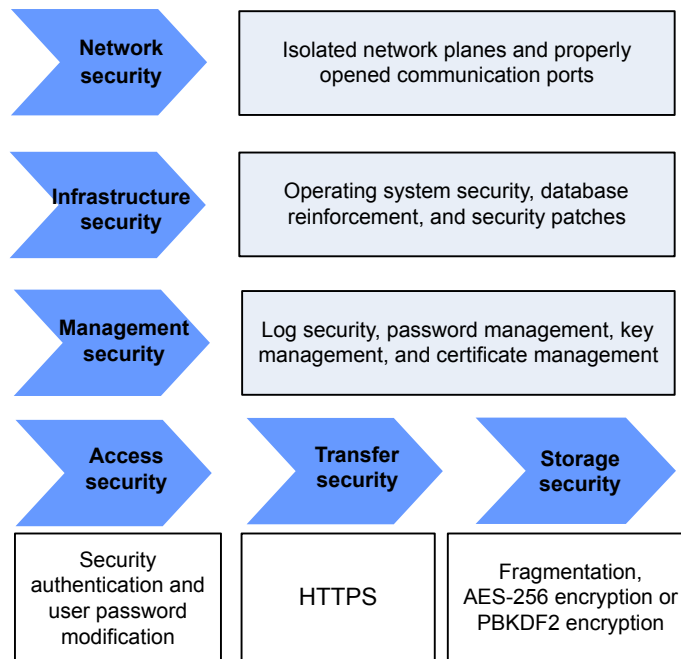 Network
security
Isolated network planes and properly
opened communication ports
Infrastructure
security
Operating system security, database
reinforcement, and security patches
Management
security
Log security, password management, key
management, and certificate management
Access
security
Transfer
security
Storage
security
Security
authentication and
user password
modification
HTTPS
Fragmentation,
AES-256 encryption or
PBKDF2 encryption